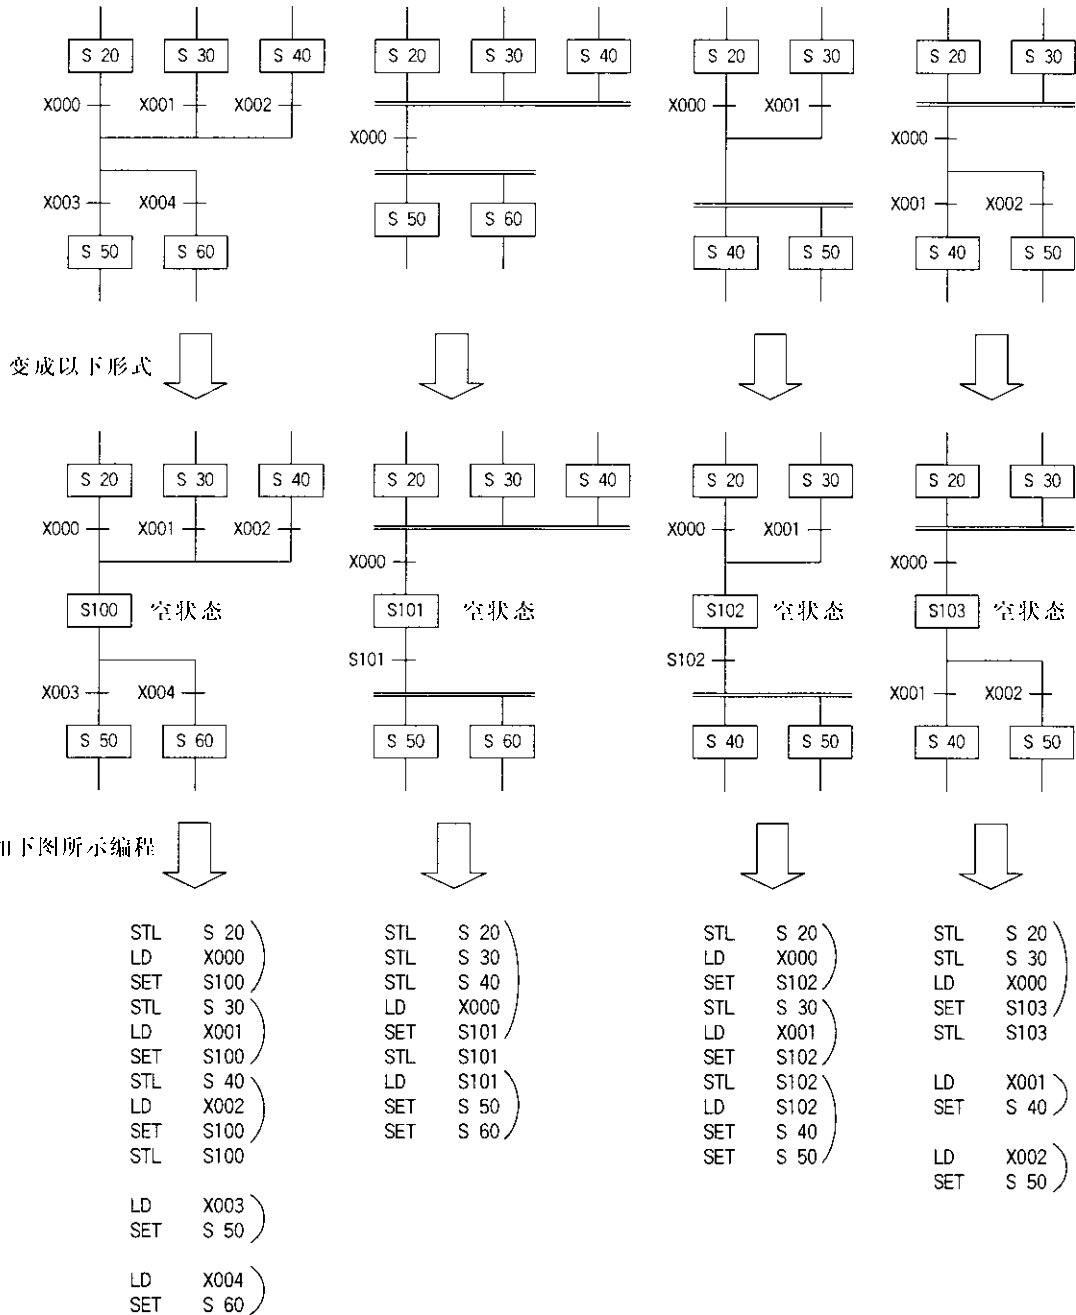 S 20 S 30 S 40 S 20 S 30 S 40 S 20 S 30 S 20 S 30
X000 X001 X002 X000 X001
X000 X000
X003 X004 X001 X002
S 50 S 60
S 50 S 60 S 40 S 50 S 40 S 50
变成以下形式
S 20 S 30 S 40 S 20 S 30 S 40 S 20 S 30 S 20 S 30
X000 X001 X002 X000 X001
X000 X000
S100 空状态 S101 空状态 S102 空状态 S103 空状态
S101 S102
X003 X004 X001 X002
S 50 S 60 S 50 S 60 S 40 S 50 S 40 S 50
下图所示编程
STL S 20
LD X000
SET S100
STL S 30
LD X001
SET S100
STL S 40
LD X002
SET S100
STL S100
LD X003
SET S 50
LD X004
SET S 60
STL S 20
STL S 30
STL S 40
LD X000
SET S101
STL S101
LD S101
SET S 50
SET S 60
STL S 20
LD X000
SET S102
STL S 30
LD X001
SET S102
STL S102
LD S102
SET S 40
SET S 50
STL S 20
STL S 30
LD X000
SET S103
STL S103
LD X001
SET S 40
LD X002
SET S 50